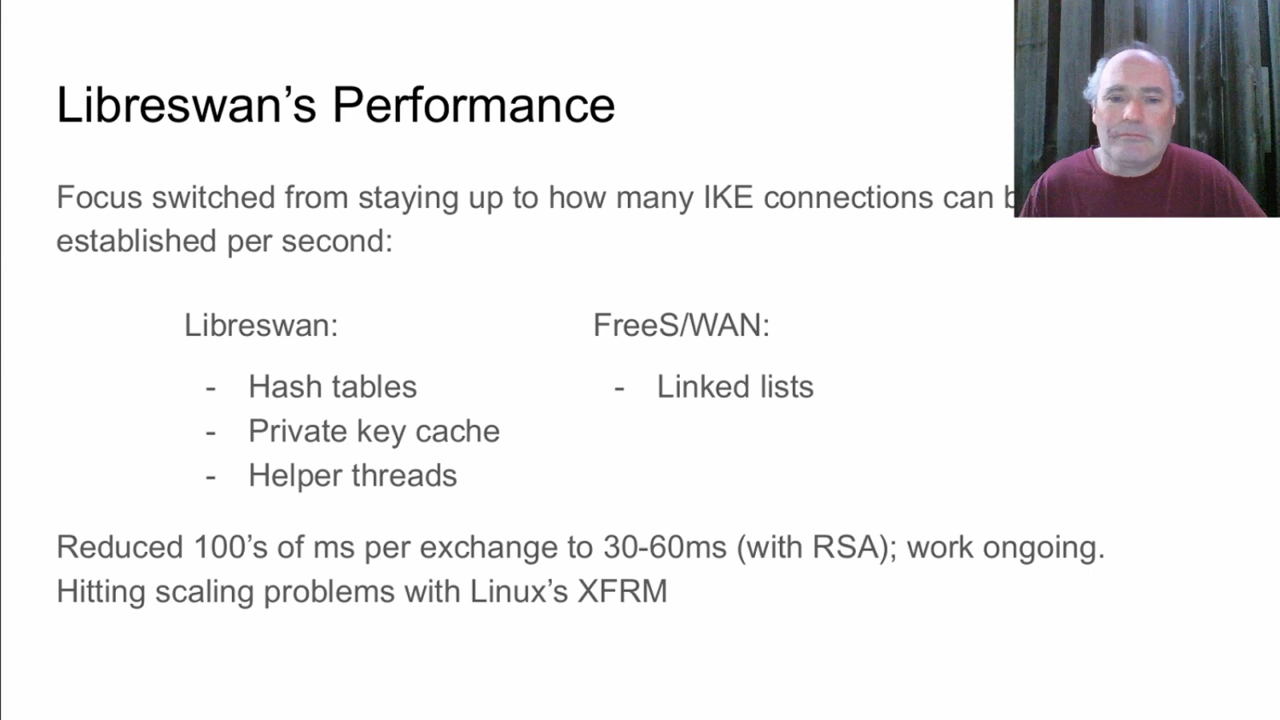 Libreswan's Performance
Focus switched from staying up to how many IKE connections can
established per second:
Libreswan:
FreeS/WAN:
- Hash tables
- Linked lists
- Private key cache
- Helper threads
Reduced 100's of ms per exchange to 30-60ms (with RSA); work ongoing.
Hitting scaling problems with Linux's XFRM